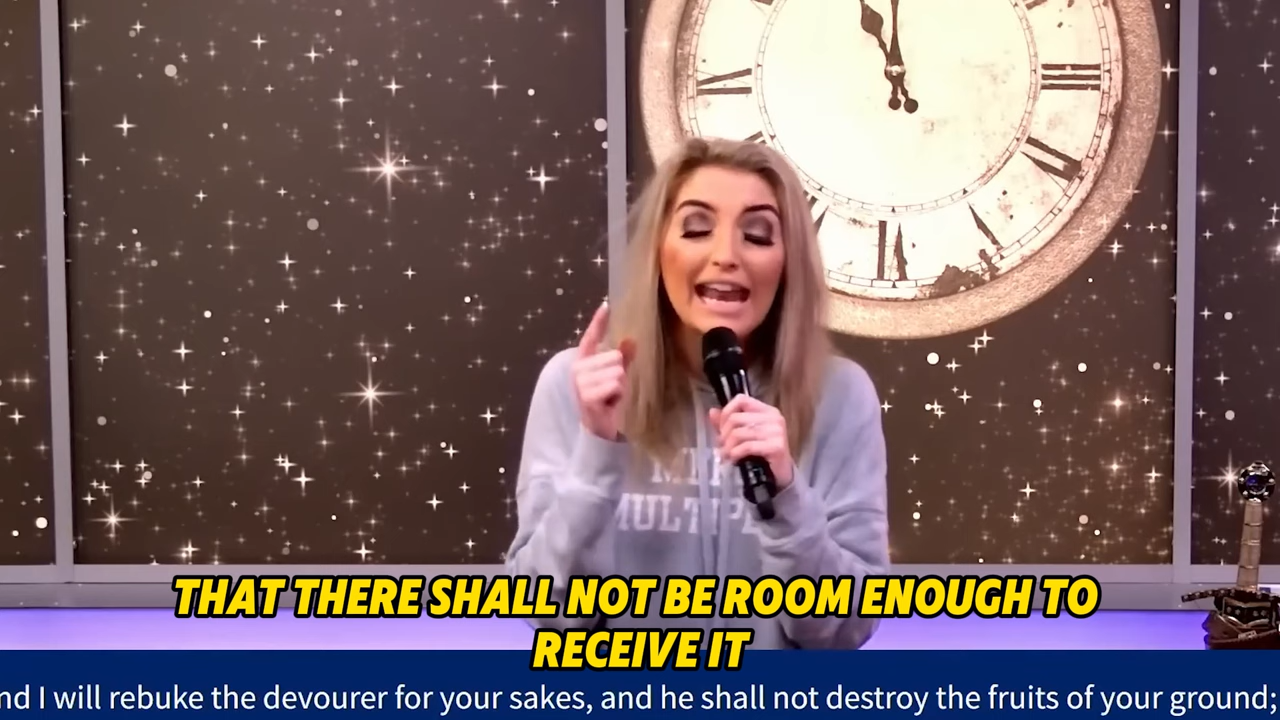 THAT THERE SHALL NOT BE ROOM ENOUGH TO
RECEIVE IT
nd I will rebuke the devourer for your sakes, and he shall not destroy the fruits of your ground;